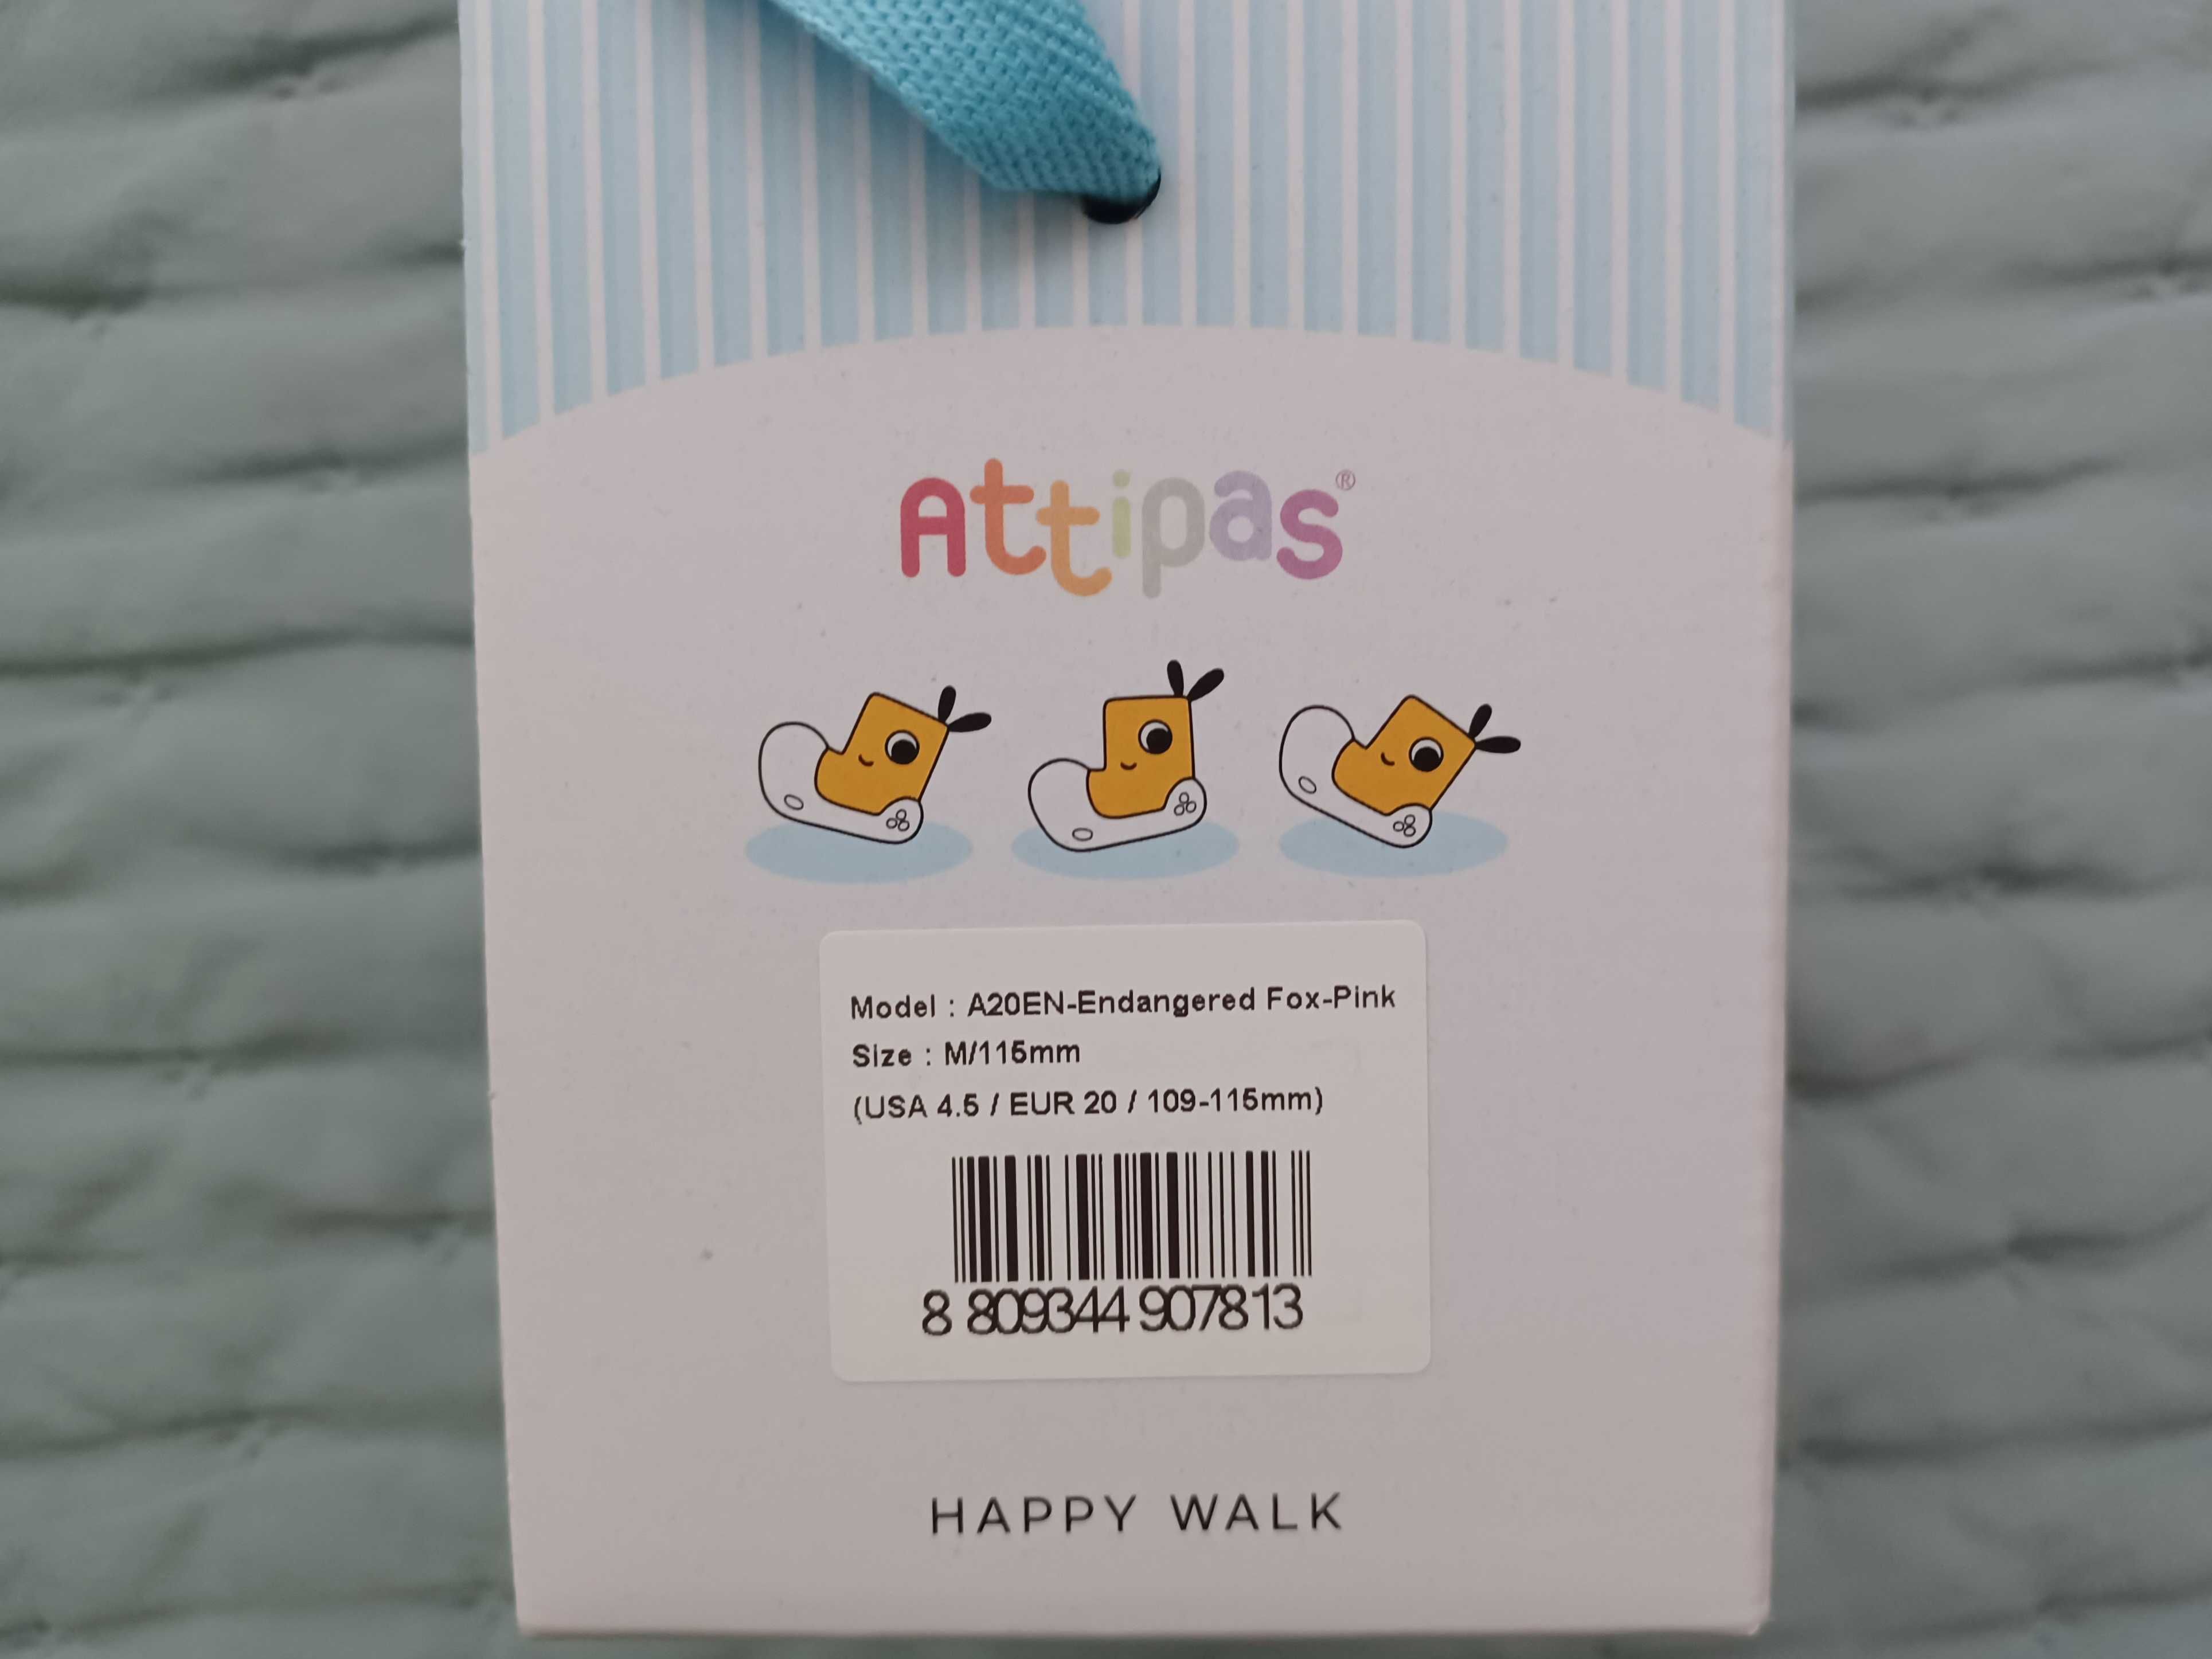 Attipas®
Model : A20EN-Endangered Fox-Pink
Size : M/115mm
(USA 4.5 / EUR 20 / 109-115mm)
8 809344 907813
HAPPY WALK